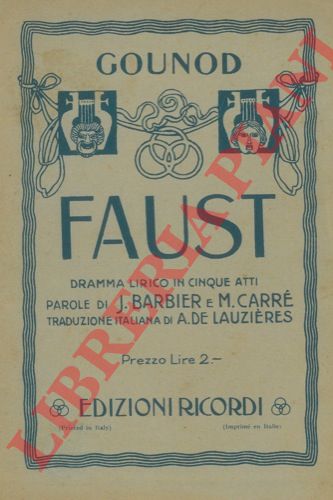 GOUNOD
FAUST
DRAMMA LIRICO IN CINQUE ATTI
PAROLE DI J. BARBIER E M. CARRÉ
TRADUZIONE ITALIANA DI A. DE LAUZIÈRES
Prezzo Lire 2.—
EDIZIONI RICORDI
(Printed in Italy) (Imprimé en Italie)
LIBRERIA PIANI